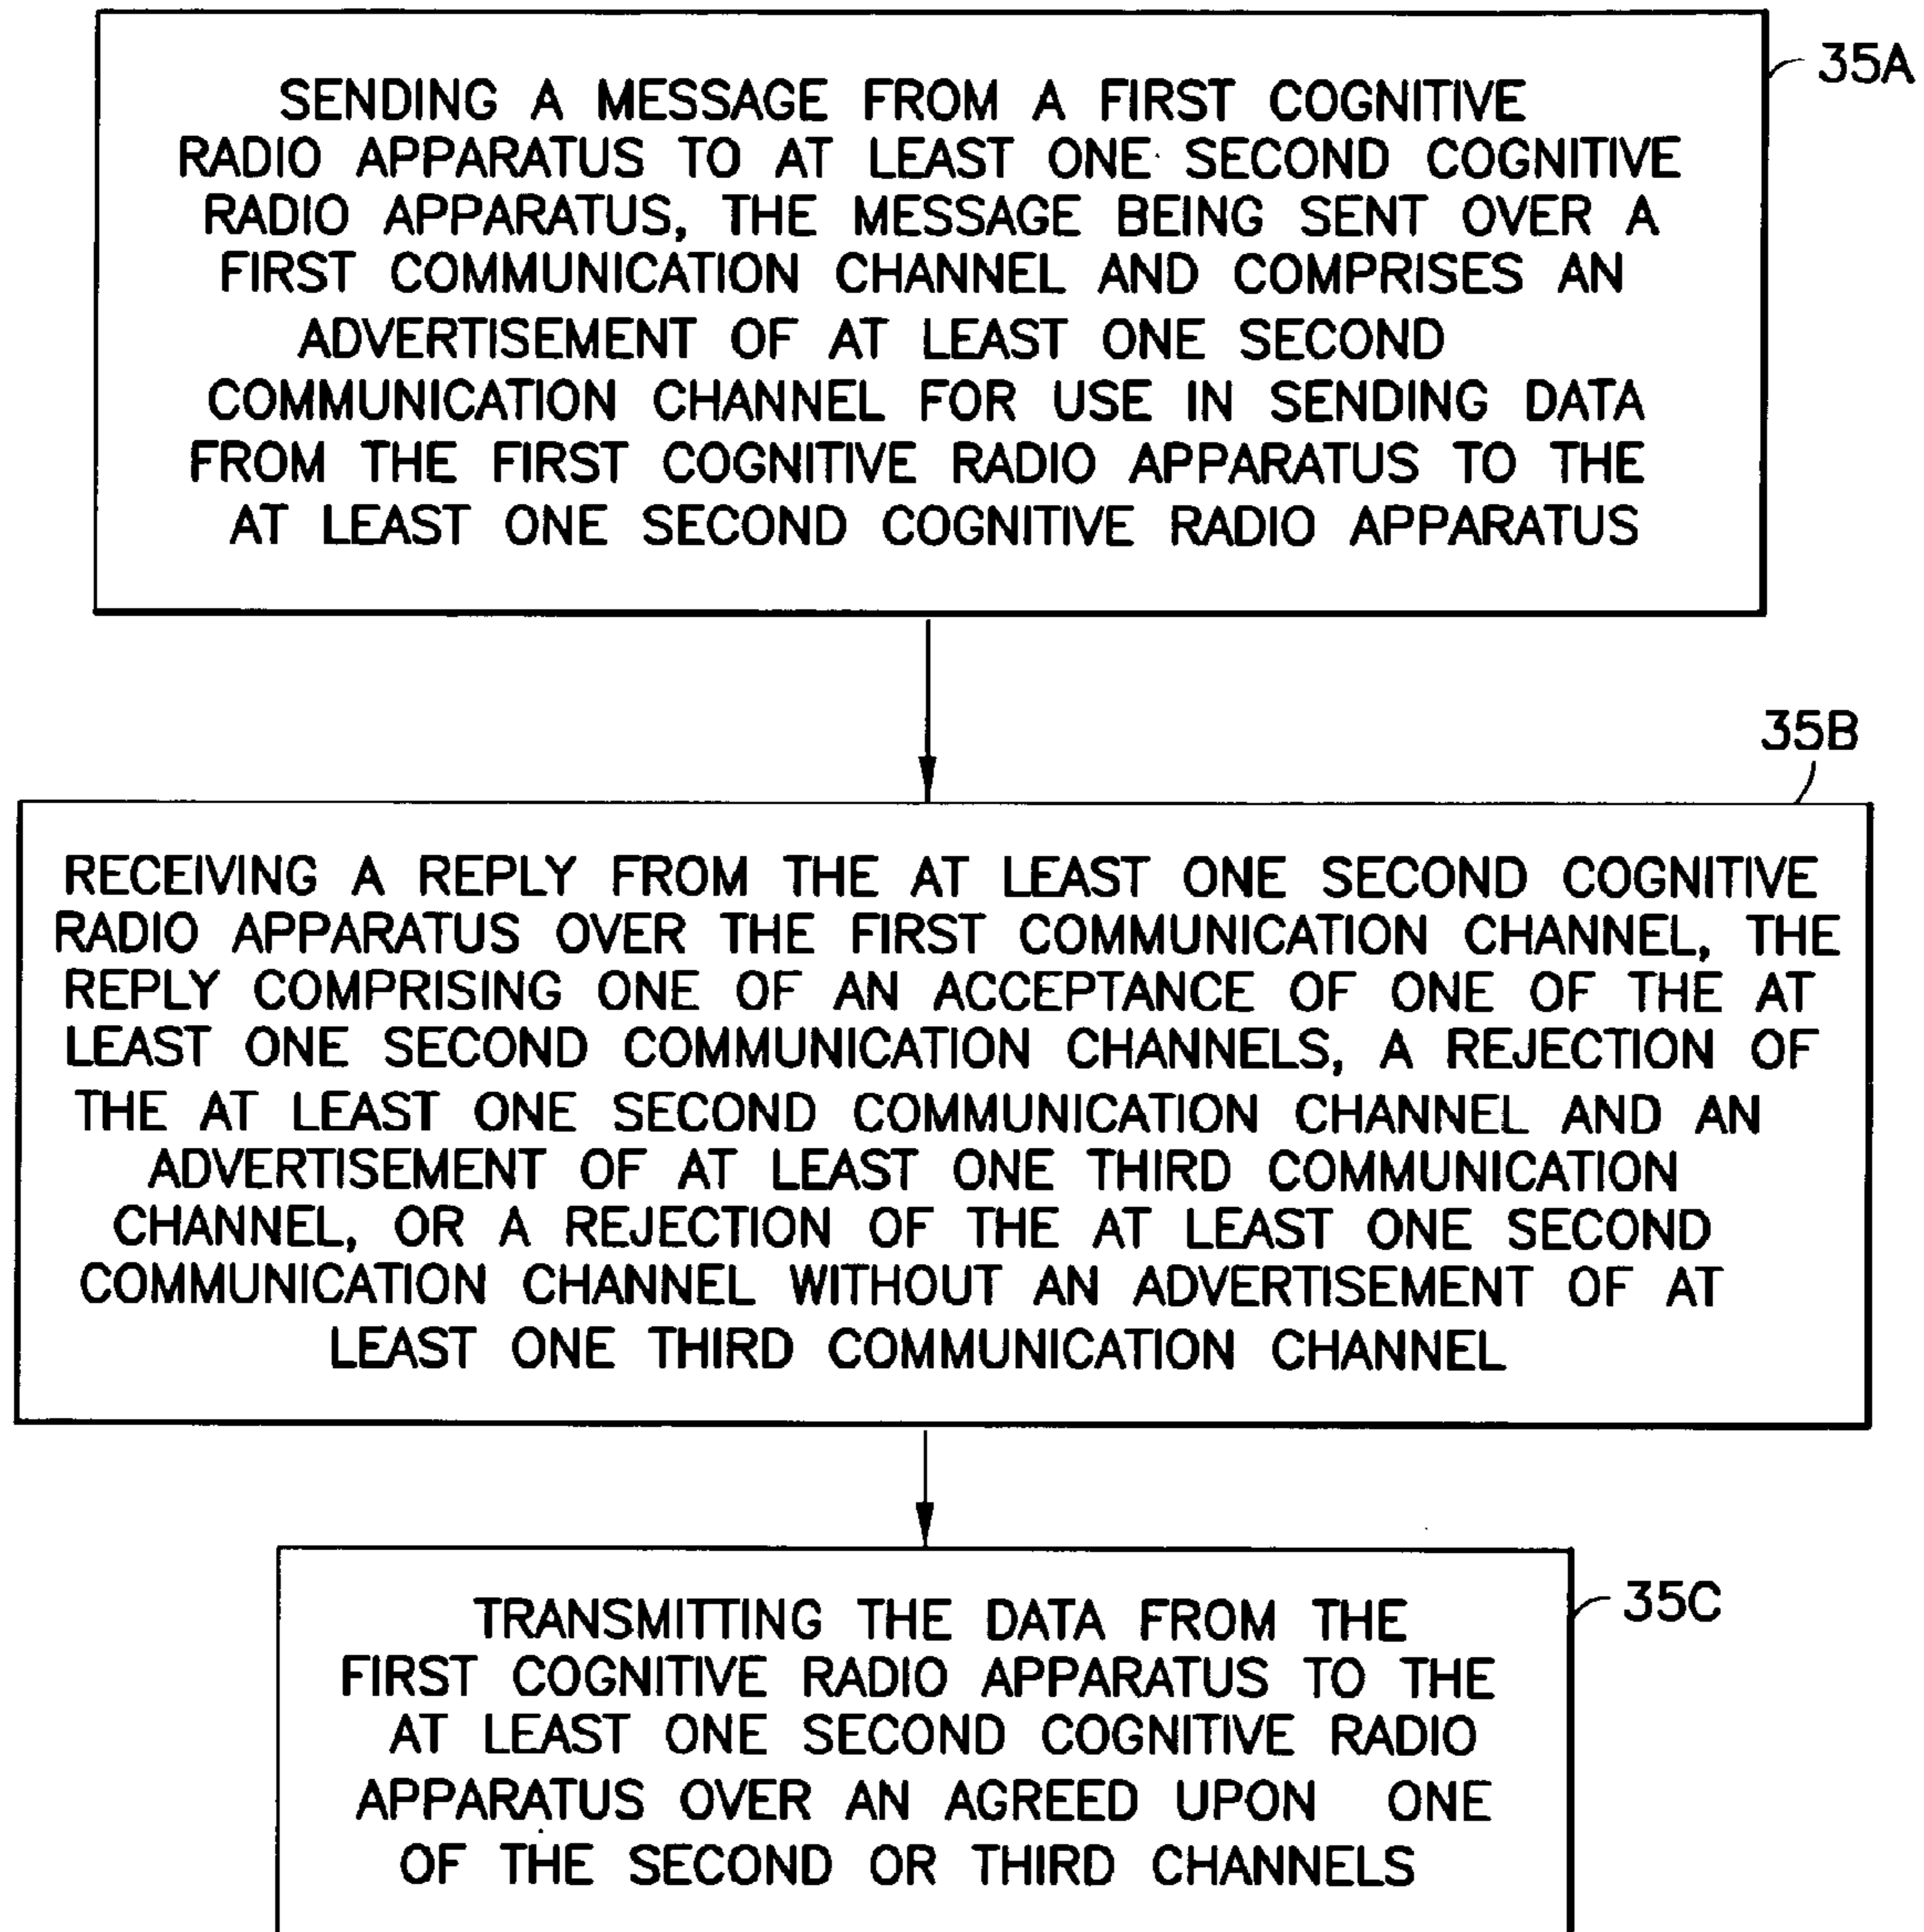 35A
SENDING A MESSAGE FROM A FIRST COGNITIVE
RADIO APPARATUS TO AT LEAST ONE SECOND COGNITIVE
RADIO APPARATUS, THE MESSAGE BEING SENT OVER A
FIRST COMMUNICATION CHANNEL AND COMPRISES AN
ADVERTISEMENT OF AT LEAST ONE SECOND
COMMUNICATION CHANNEL FOR USE IN SENDING DATA
FROM THE FIRST COGNITIVE RADIO APPARATUS TO THE
AT LEAST ONE SECOND COGNITIVE RADIO APPARATUS
35B
RECEIVING A REPLY FROM THE AT LEAST ONE SECOND COGNITIVE
RADIO APPARATUS OVER THE FIRST COMMUNICATION CHANNEL, THE
REPLY COMPRISING ONE OF AN ACCEPTANCE OF ONE OF THE AT
LEAST ONE SECOND COMMUNICATION CHANNELS, A REJECTION OF
THE AT LEAST ONE SECOND COMMUNICATION CHANNEL AND AN
ADVERTISEMENT OF AT LEAST ONE THIRD COMMUNICATION
CHANNEL, OR A REJECTION OF THE AT LEAST ONE SECOND
COMMUNICATION CHANNEL WITHOUT AN ADVERTISEMENT OF AT
LEAST ONE THIRD COMMUNICATION CHANNEL
35C
TRANSMITTING THE DATA FROM THE
FIRST COGNITIVE RADIO APPARATUS TO THE
AT LEAST ONE SECOND COGNITIVE RADIO
APPARATUS OVER AN AGREED UPON ONE
OF THE SECOND OR THIRD CHANNELS